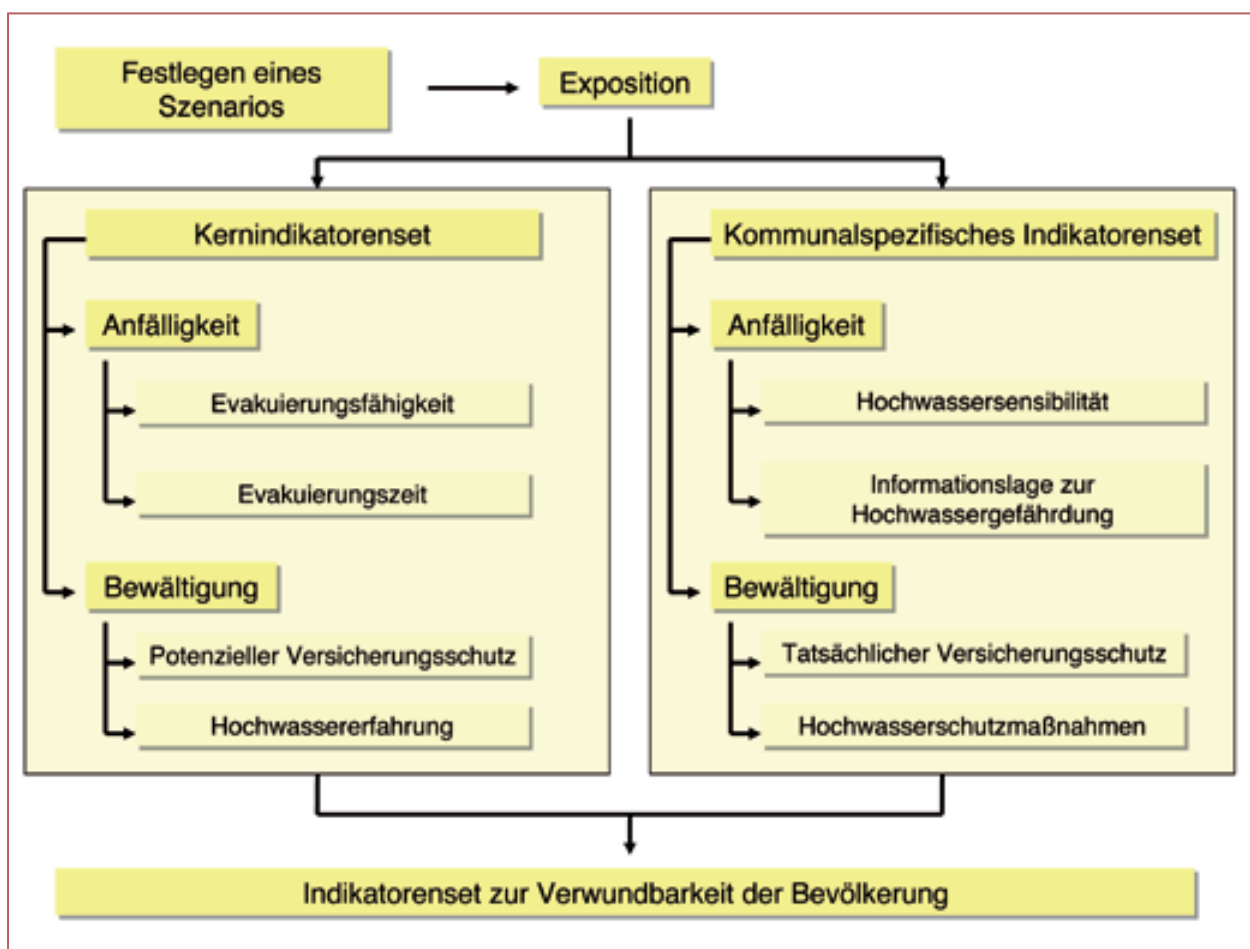 Festlegen eines
Szenarios
Exposition
Kernindikatorenset
Anfälligkeit
Evakuierungsfähigkeit
Evakuierungszeit
Bewältigung
Potenzieller Versicherungsschutz
Hochwassererfahrung
Kommunalspezifisches Indikatorenset
Anfälligkeit
Hochwassersensibilität
Informationslage zur
Hochwassergefährdung
Bewältigung
Tatsächlicher Versicherungsschutz
Hochwasserschutzmaßnahmen
Indikatorenset zur Verwundbarkeit der Bevölkerung